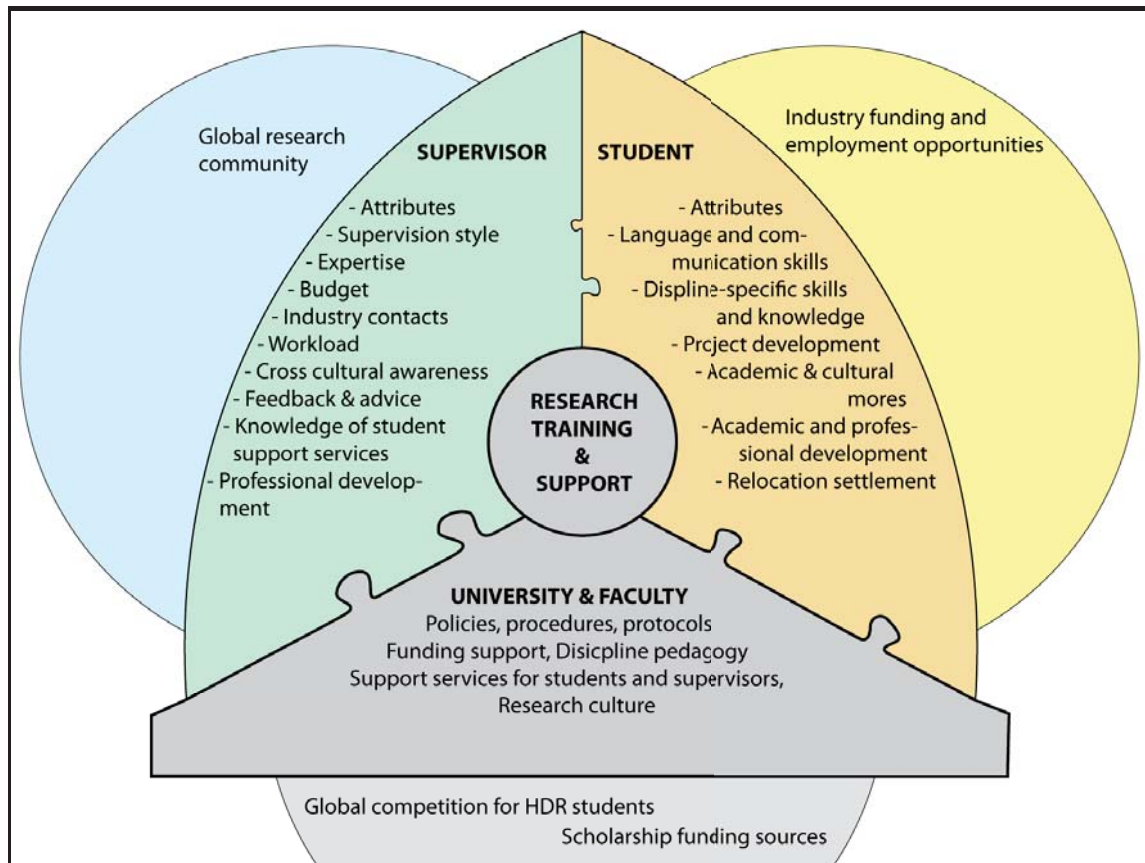 Global research
community
SUPERVISOR
- Attributes
- Supervision style
- Expertise
- Budget
- Industry contacts
- Workload
- Cross cultural awareness
- Feedback & advice
- Knowledge of student
support services
- Professional develop-
ment
STUDENT
- Attributes
- Language and com-
munication skills
- Displine-specific skills
and knowledge
- Project development
- Academic & cultural
mores
- Academic and profes-
sional development
- Relocation settlement
Industry funding and
employment opportunities
RESEARCH
TRAINING
&
SUPPORT
UNIVERSITY & FACULTY
Policies, procedures, protocols
Funding support, Disicpline pedagogy
Support services for students and supervisors,
Research culture
Global competition for HDR students
Scholarship funding sources